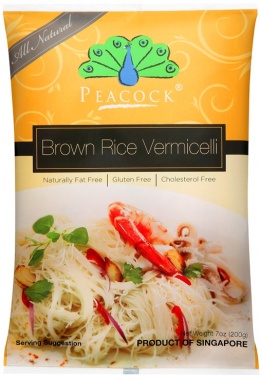 All Natural
PEACOCK®
Brown Rice Vermicelli
Naturally Fat Free | Gluten Free | Cholesterol Free
Net Weight 7oz (200g)
Serving Suggestion
PRODUCT OF SINGAPORE